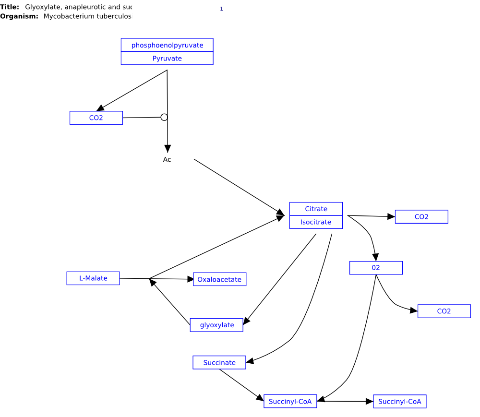 Title: Glyoxylate, anapleurotic and suc
1
Organism: Mycobacterium tuberculos
phosphoenolpyruvate
Pyruvate
CO2
Ac
Citrate
Isocitrate
CO2
02
L-Malate
Oxaloacetate
CO2
glyoxylate
Succinate
Succinyl-CoA
Succinyl-CoA